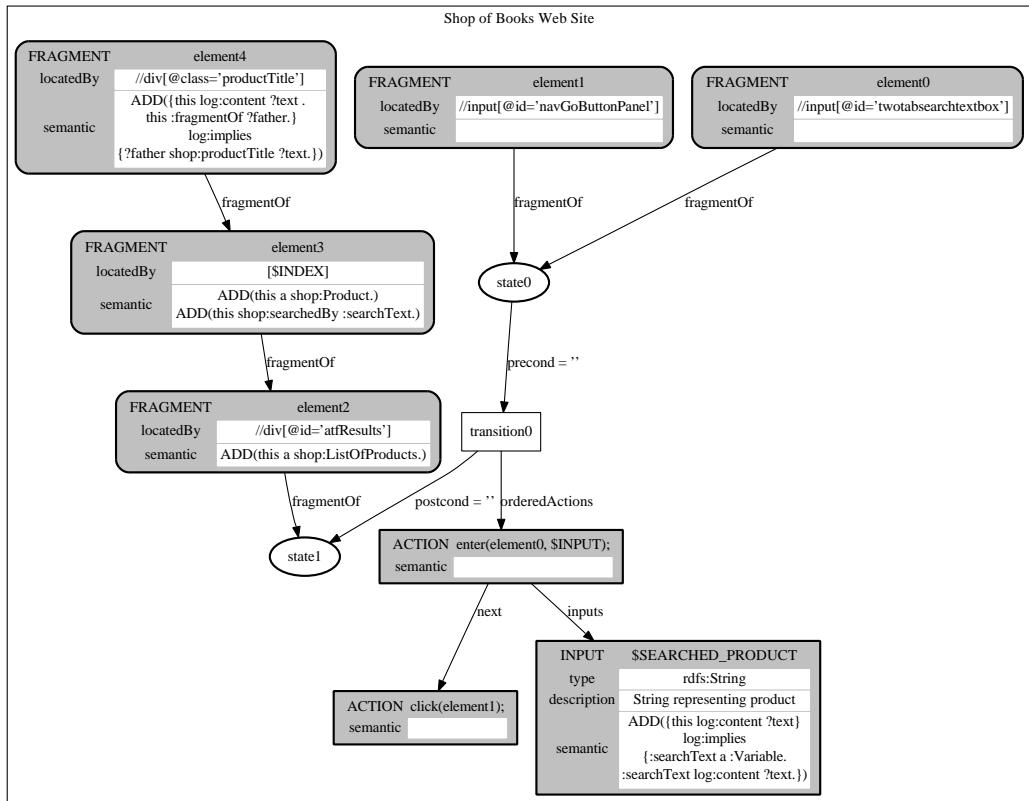 Shop of Books Web Site
FRAGMENT element4
locatedBy //div[@class='productTitle']
semantic ADD({this log:content ?text .
this :fragmentOf ?father.}
log:implies
{?father shop:productTitle ?text.})
FRAGMENT element1
locatedBy //input[@id='navGoButtonPanel']
semantic
FRAGMENT element0
locatedBy //input[@id='twotabsearchtextbox']
semantic
fragmentOf
fragmentOf
fragmentOf
FRAGMENT element3
locatedBy [$INDEX]
semantic ADD(this a shop:Product.)
ADD(this shop:searchedBy :searchText.)
state0
fragmentOf
precond = ’’
FRAGMENT element2
locatedBy //div[@id='atfResults']
semantic ADD(this a shop:ListOfProducts.)
transition0
fragmentOf
postcond = ’’
orderedActions
state1
ACTION enter(element0, $INPUT);
semantic
next
inputs
ACTION click(element1);
semantic
INPUT $SEARCHED_PRODUCT
type rdfs:String
description String representing product
semantic ADD({this log:content ?text}
log:implies
{:searchText a :Variable.
:searchText log:content ?text.})